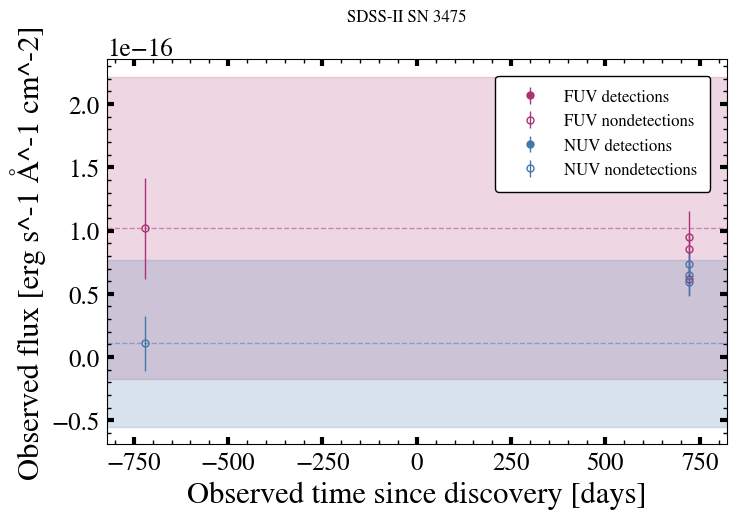 SDSS-II SN 3475
1e−16
Observed flux [erg s^-1 Å^-1 cm^-2]
2.0
1.5
1.0
0.5
0.0
−0.5
FUV detections
FUV nondetections
NUV detections
NUV nondetections
−750 −500 −250 0 250 500 750
Observed time since discovery [days]